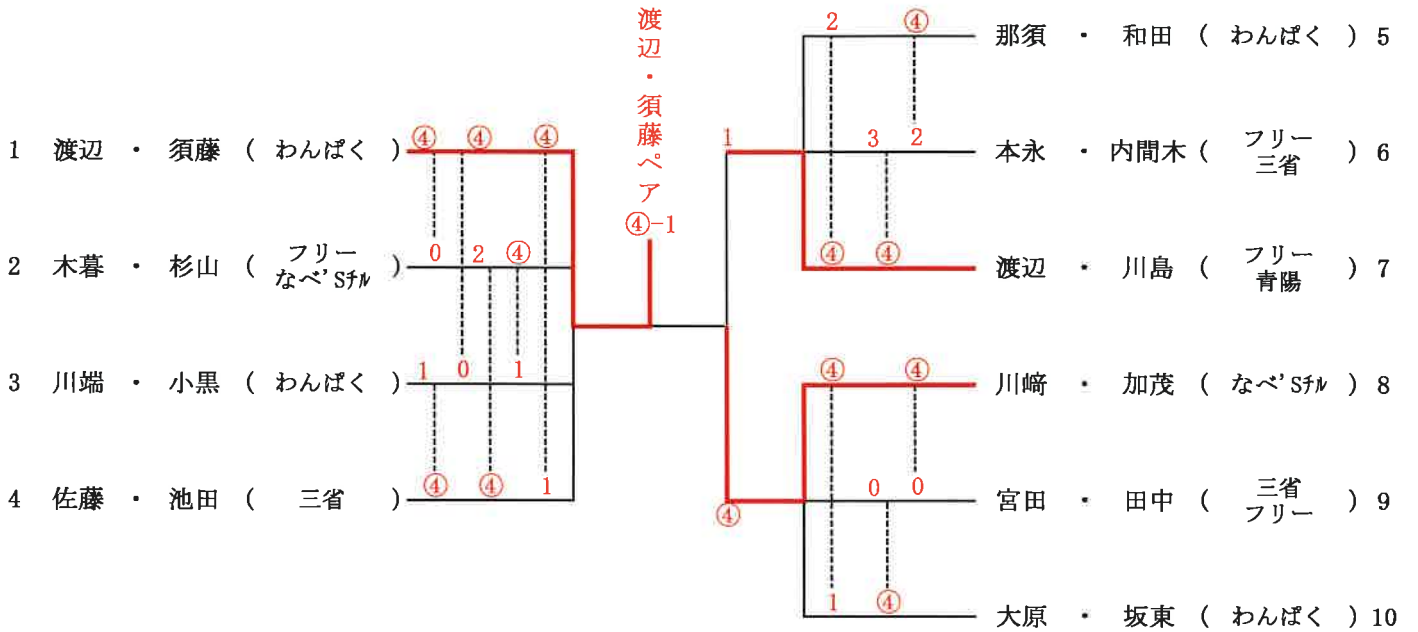 渡辺・須藤ペア
④-1
1 渡辺 ・ 須藤 ( わんぱく ) ④ ④ ④
0 2 ④
2 木暮 ・ 杉山 ( フリー なべ'Sﾁﾙ )
1 0 1
3 川端 ・ 小黒 ( わんぱく )
④ ④ 1
4 佐藤 ・ 池田 ( 三省 )
2 ④
那須 ・ 和田 ( わんぱく ) 5
1
3 2
本永 ・ 内間木 ( フリー 三省 ) 6
④ ④
渡辺 ・ 川島 ( フリー 青陽 ) 7
④ ④
川﨑 ・ 加茂 ( なべ'Sﾁﾙ ) 8
0 0
宮田 ・ 田中 ( 三省 フリー ) 9
④
1 ④
大原 ・ 坂東 ( わんぱく ) 10